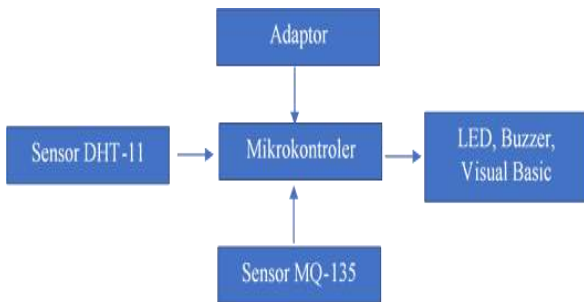 Adaptor
Sensor DHT-11
Mikrokontroler
LED, Buzzer,
Visual Basic
Sensor MQ-135